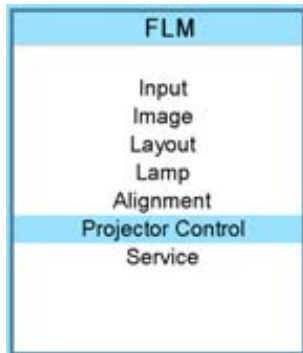 FLM
Input
Image
Layout
Lamp
Alignment
Projector Control
Service